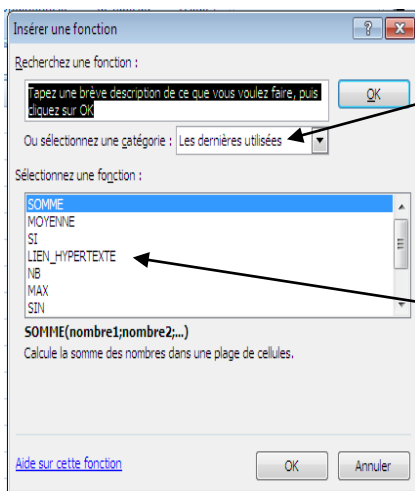 Insérer une fonction
Recherchez une fonction :
Tapez une brève description de ce que vous voulez faire, puis
cliquez sur OK
OK
Ou sélectionnez une catégorie : Les dernières utilisées
Sélectionnez une fonction :
SOMME
MOYENNE
SI
LIEN_HYPERTEXTE
NB
MAX
SIN
SOMME(nombre1;nombre2;...)
Calcule la somme des nombres dans une plage de cellules.
Aide sur cette fonction
OK
Annuler